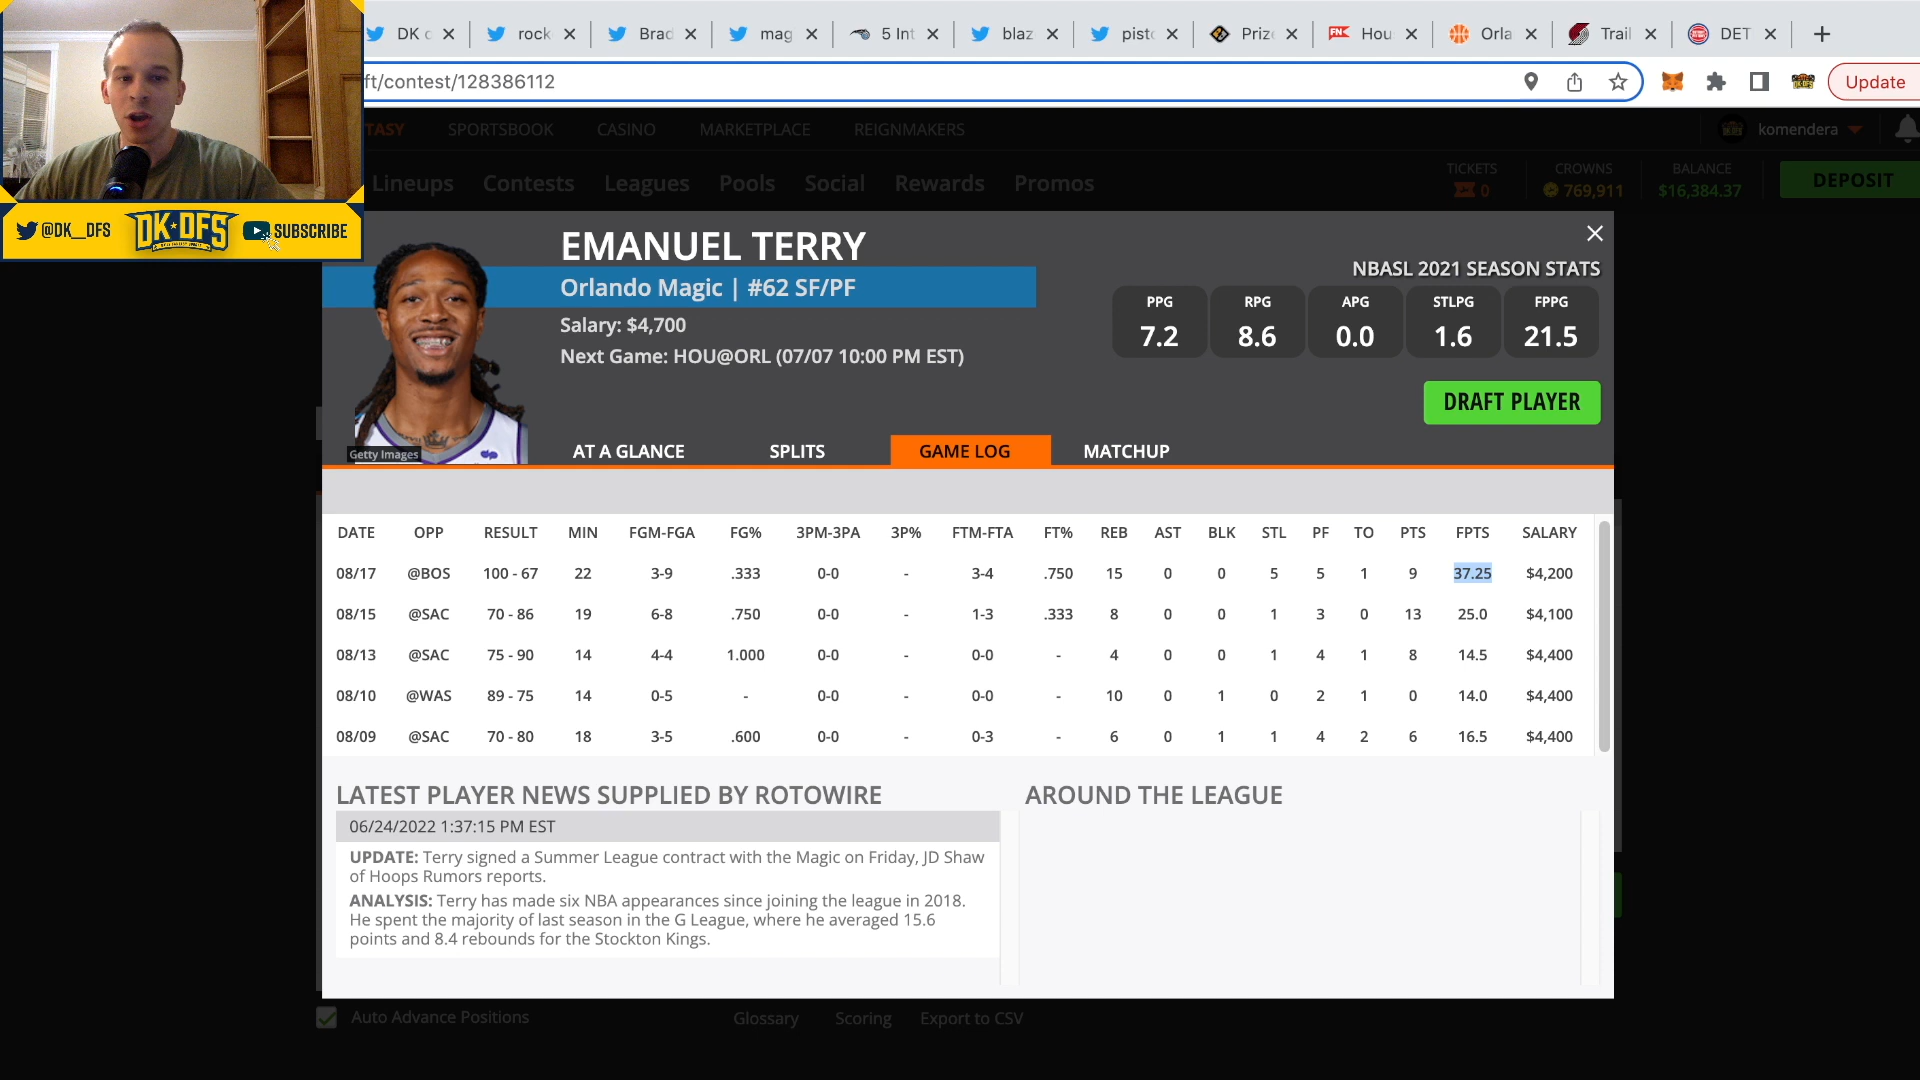 DK c
rock
Brad
mag
5 Int
blaz
pist
Prize
Hou
Orla
Trail
DET
ft/contest/128386112
Update
TASY SPORTSBOOK CASINO MARKETPLACE REIGNMAKERS
komendera
Lineups Contests Leagues Pools Social Rewards Promos
TICKETS CROWNS BALANCE
0 769,911 $16,384.37
DEPOSIT
@DK__DFS DK★DFS SUBSCRIBE
EMANUEL TERRY
Orlando Magic | #62 SF/PF
Salary: $4,700
Next Game: HOU@ORL (07/07 10:00 PM EST)
NBASL 2021 SEASON STATS
PPG RPG APG STLPG FPPG
7.2 8.6 0.0 1.6 21.5
DRAFT PLAYER
Getty Images
AT A GLANCE SPLITS GAME LOG MATCHUP
DATE OPP RESULT MIN FGM-FGA FG% 3PM-3PA 3P% FTM-FTA FT% REB AST BLK STL PF TO PTS FPTS SALARY
08/17 @BOS 100 - 67 22 3-9 .333 0-0 - 3-4 .750 15 0 0 5 5 1 9 37.25 $4,200
08/15 @SAC 70 - 86 19 6-8 .750 0-0 - 1-3 .333 8 0 0 1 3 0 13 25.0 $4,100
08/13 @SAC 75 - 90 14 4-4 1.000 0-0 - 0-0 - 4 0 0 1 4 1 8 14.5 $4,400
08/10 @WAS 89 - 75 14 0-5 - 0-0 - 0-0 - 10 0 1 0 2 1 0 14.0 $4,400
08/09 @SAC 70 - 80 18 3-5 .600 0-0 - 0-3 - 6 0 1 1 4 2 6 16.5 $4,400
LATEST PLAYER NEWS SUPPLIED BY ROTOWIRE
AROUND THE LEAGUE
06/24/2022 1:37:15 PM EST
UPDATE: Terry signed a Summer League contract with the Magic on Friday, JD Shaw
of Hoops Rumors reports.
ANALYSIS: Terry has made six NBA appearances since joining the league in 2018.
He spent the majority of last season in the G League, where he averaged 15.6
points and 8.4 rebounds for the Stockton Kings.
Auto Advance Positions Glossary Scoring Export to CSV